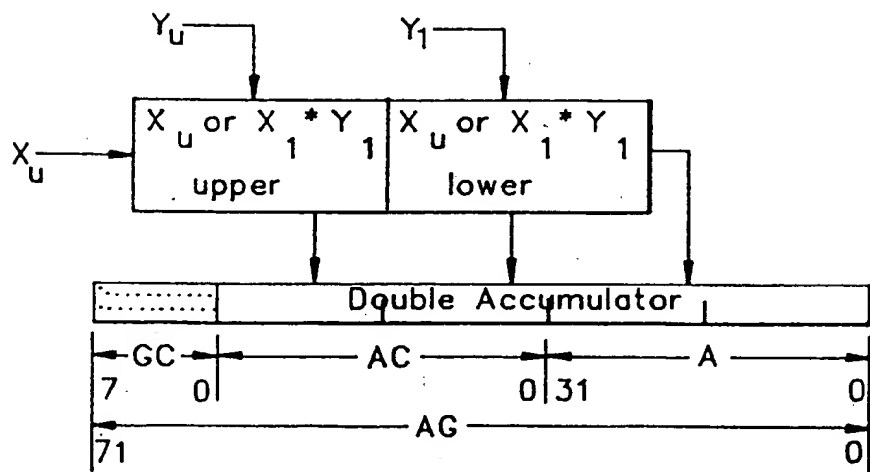 Yu Y1
Xu or X1 * Y1 Xu or X1 * Y1
Xu
upper lower
Double Accumulator
GC AC A
7 0 0 31 0
AG
71 0